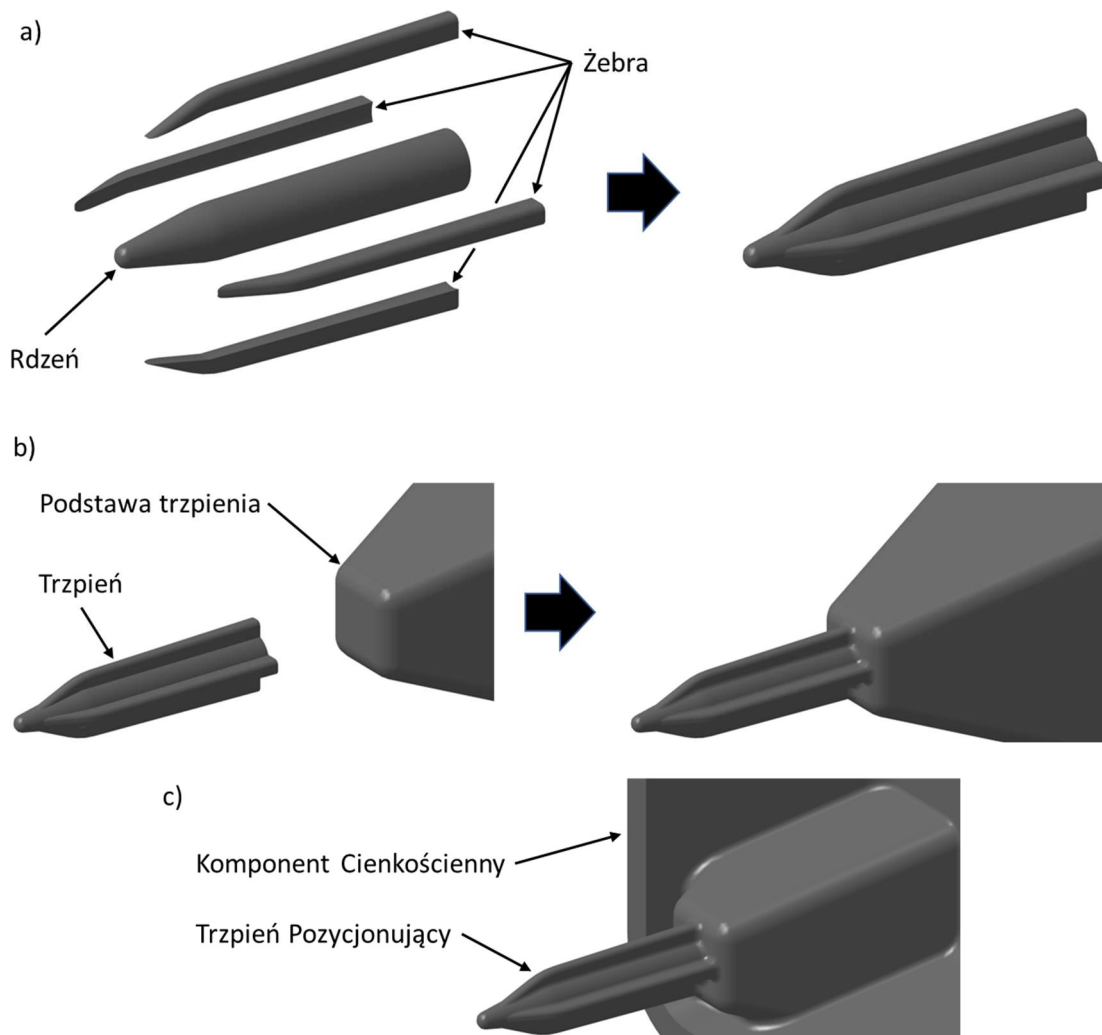 a)
Żebra
Rdzeń
b)
Podstawa trzpienia
Trzpień
c)
Komponent Cienkościenny
Trzpień Pozycjonujący